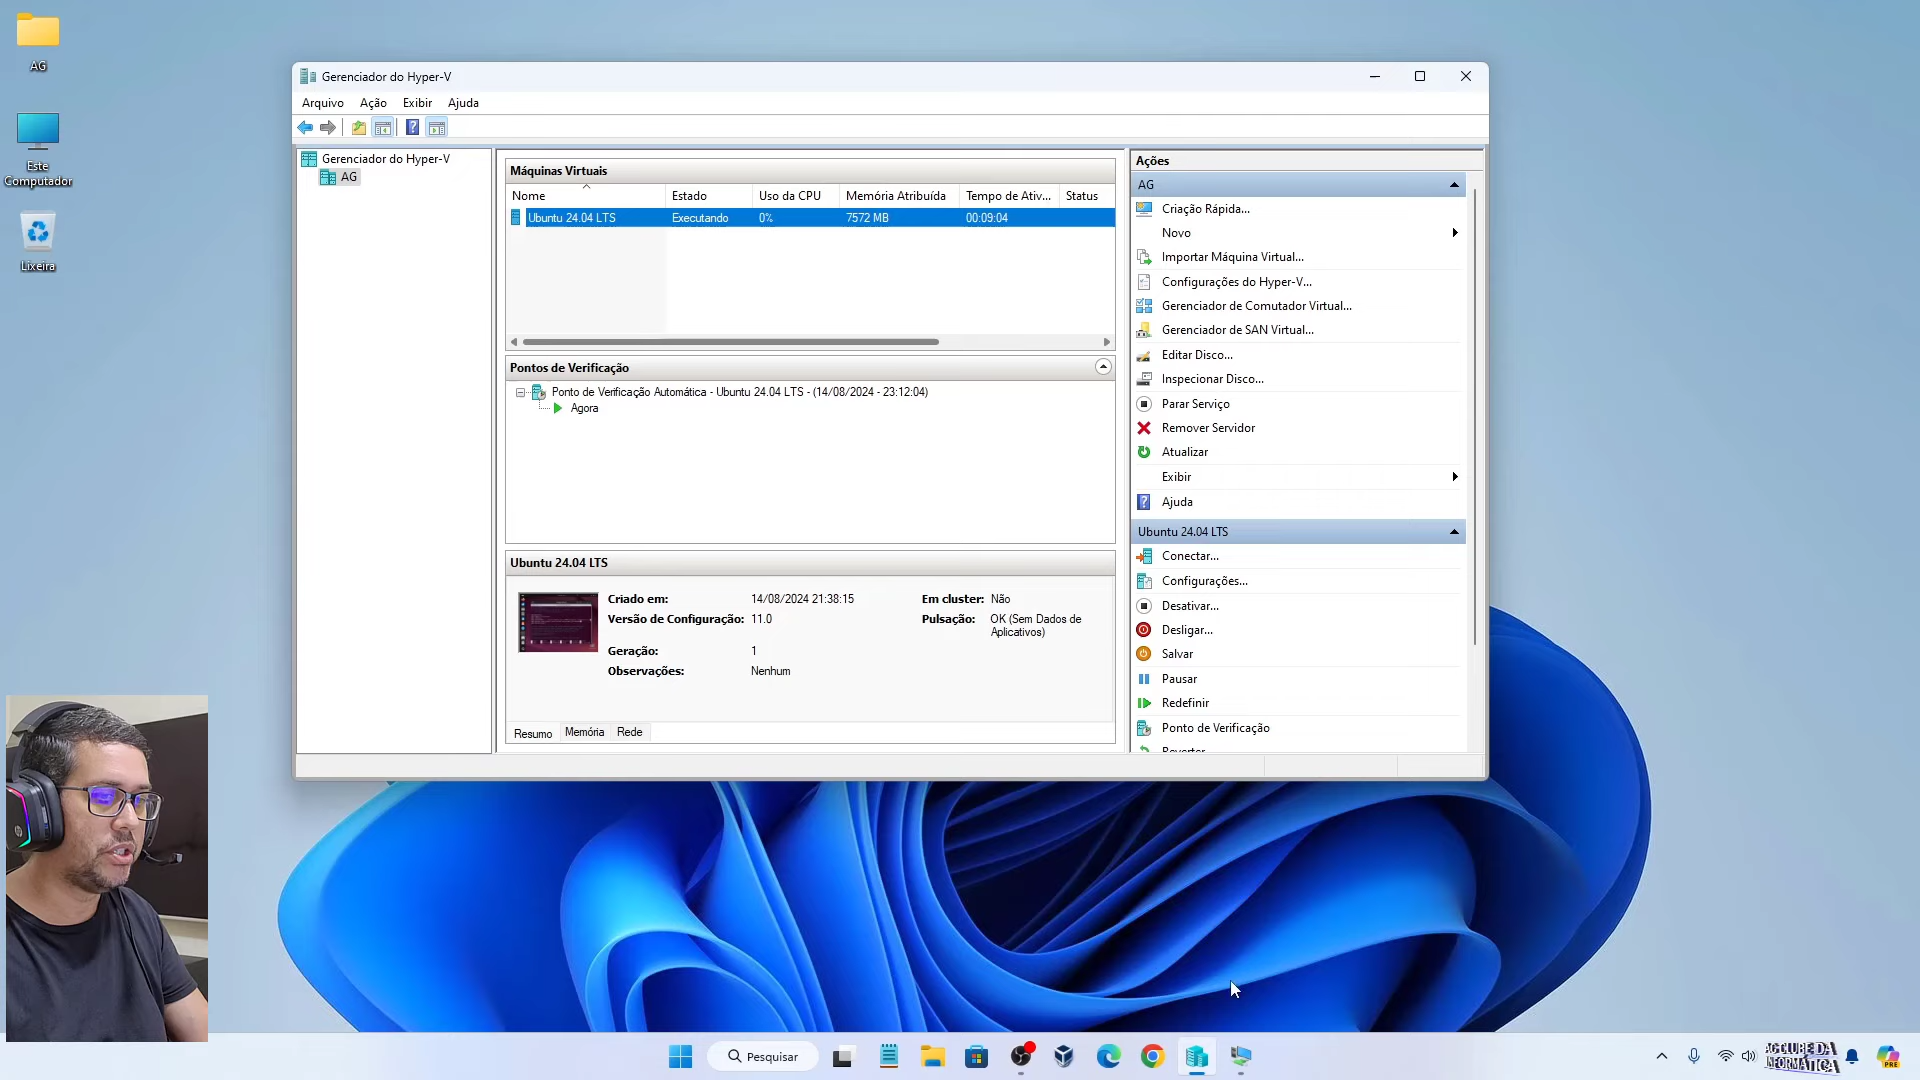 AG
Este
Computador
Lixeira
Gerenciador do Hyper-V
Arquivo Ação Exibir Ajuda
Gerenciador do Hyper-V
AG
Máquinas Virtuais
Nome Estado Uso da CPU Memória Atribuída Tempo de Ativ... Status
Ubuntu 24.04 LTS Executando 0% 7572 MB 00:09:04
Pontos de Verificação
Ponto de Verificação Automática - Ubuntu 24.04 LTS - (14/08/2024 - 23:12:04)
Agora
Ubuntu 24.04 LTS
Criado em: 14/08/2024 21:38:15 Em cluster: Não
Versão de Configuração: 11.0 Pulsação: OK (Sem Dados de
Aplicativos)
Geração: 1
Observações: Nenhum
Resumo Memória Rede
Ações
AG
Criação Rápida...
Novo
Importar Máquina Virtual...
Configurações do Hyper-V...
Gerenciador de Comutador Virtual...
Gerenciador de SAN Virtual...
Editar Disco...
Inspecionar Disco...
Parar Serviço
Remover Servidor
Atualizar
Exibir
Ajuda
Ubuntu 24.04 LTS
Conectar...
Configurações...
Desativar...
Desligar...
Salvar
Pausar
Redefinir
Ponto de Verificação
Reverter...
Pesquisar
AG CLUBE DA
INFORMÁTICA
PRE